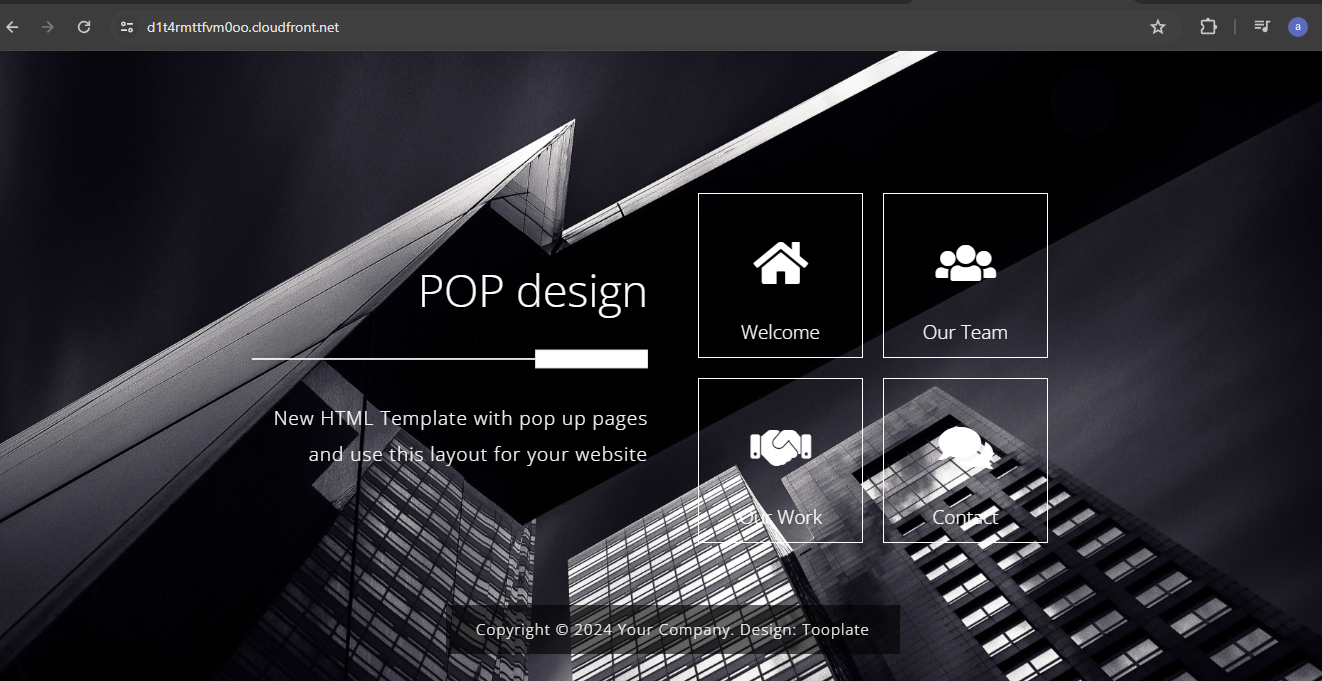 d1t4rmttfvm0oo.cloudfront.net
a
POP design
New HTML Template with pop up pages
and use this layout for your website
Welcome
Our Team
Our Work
Contact
Copyright © 2024 Your Company. Design: Tooplate